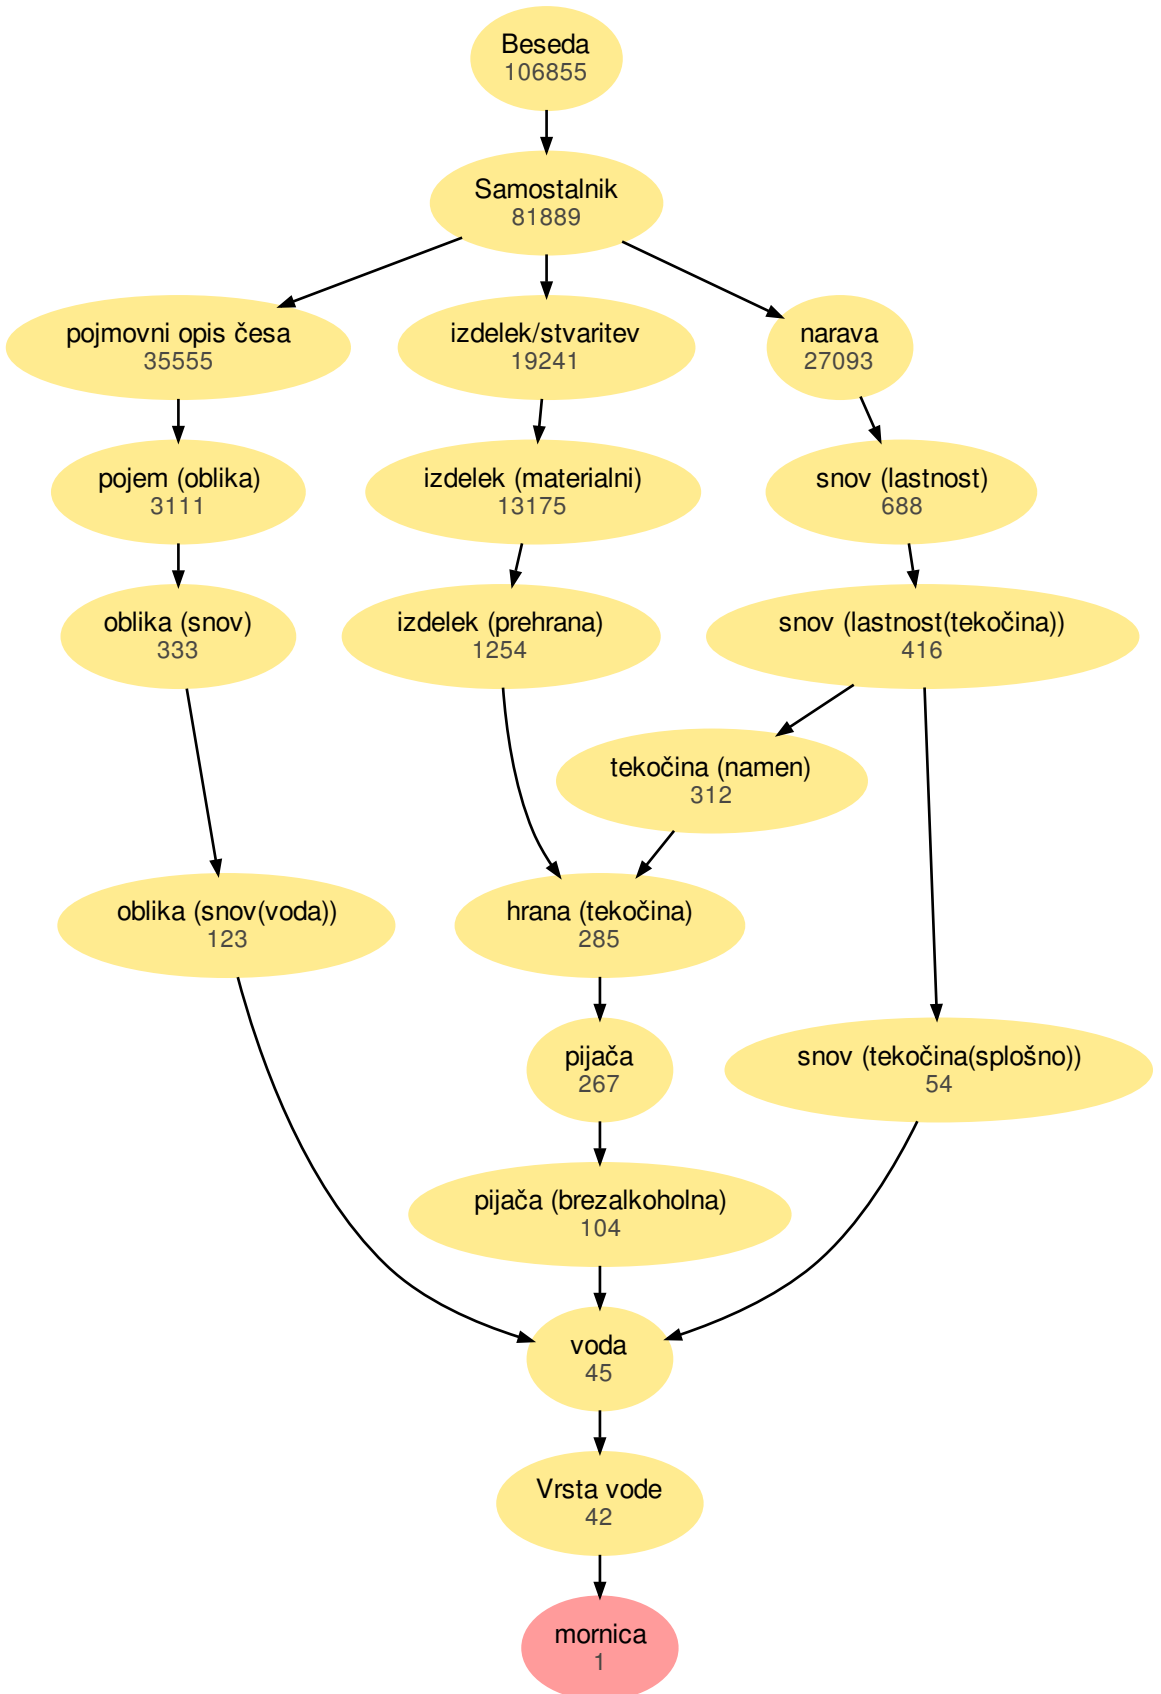 Beseda
106855
Samostalnik
81889
pojmovni opis česa
35555
izdelek/stvaritev
19241
narava
27093
pojem (oblika)
3111
izdelek (materialni)
13175
snov (lastnost)
688
oblika (snov)
333
izdelek (prehrana)
1254
snov (lastnost(tekočina))
416
tekočina (namen)
312
oblika (snov(voda))
123
hrana (tekočina)
285
pijača
267
snov (tekočina(splošno))
54
pijača (brezalkoholna)
104
voda
45
Vrsta vode
42
mornica
1